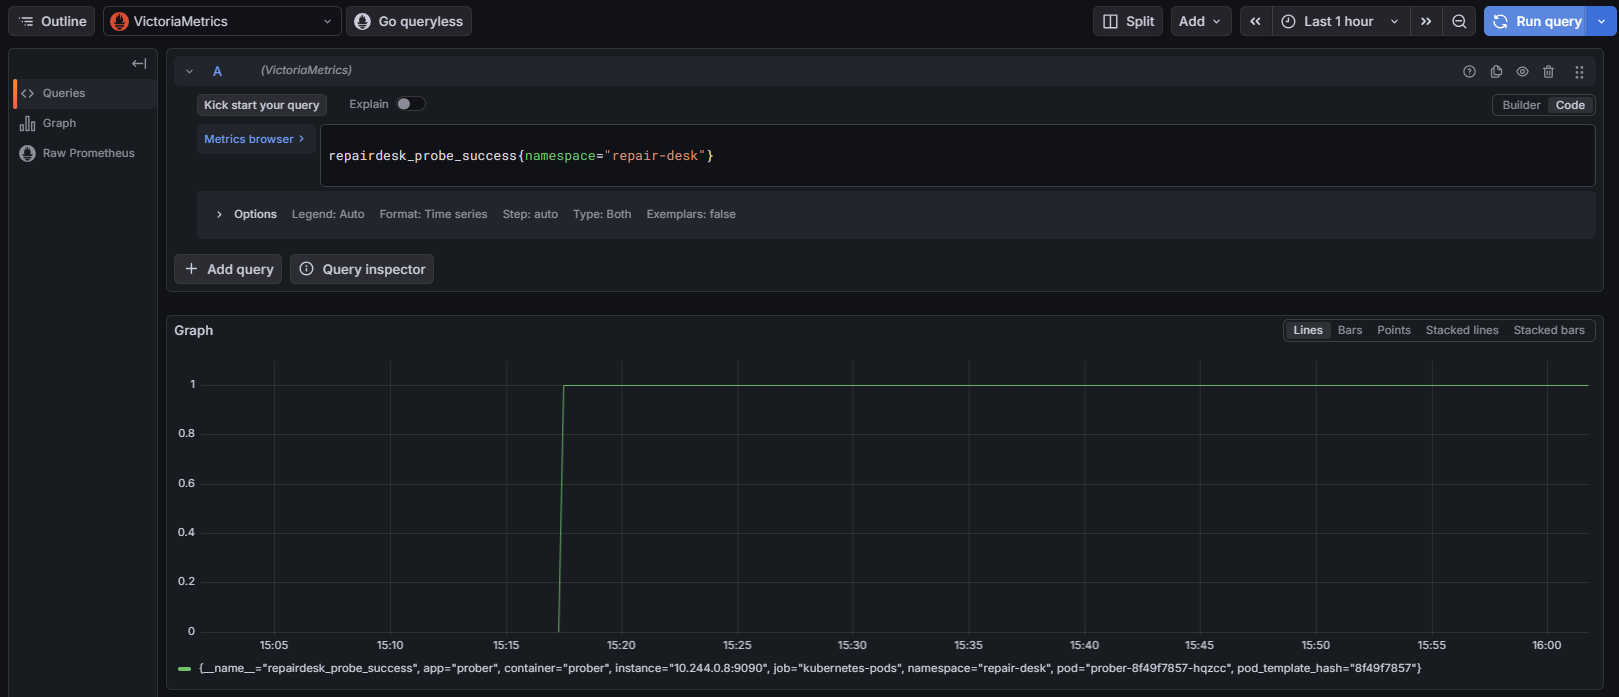 Outline VictoriaMetrics Go queryless Split Add Last 1 hour Run query
Queries
Graph
Raw Prometheus
A (VictoriaMetrics)
Kick start your query Explain Builder Code
Metrics browser
repairdesk_probe_success{namespace="repair-desk"}
Options Legend: Auto Format: Time series Step: auto Type: Both Exemplars: false
Add query Query inspector
Graph Lines Bars Points Stacked lines Stacked bars
1
0.8
0.6
0.4
0.2
0
15:05 15:10 15:15 15:20 15:25 15:30 15:35 15:40 15:45 15:50 15:55 16:00
{__name__="repairdesk_probe_success", app="prober", container="prober", instance="10.244.0.8:9090", job="kubernetes-pods", namespace="repair-desk", pod="prober-8f49f7857-hqzcc", pod_template_hash="8f49f7857"}